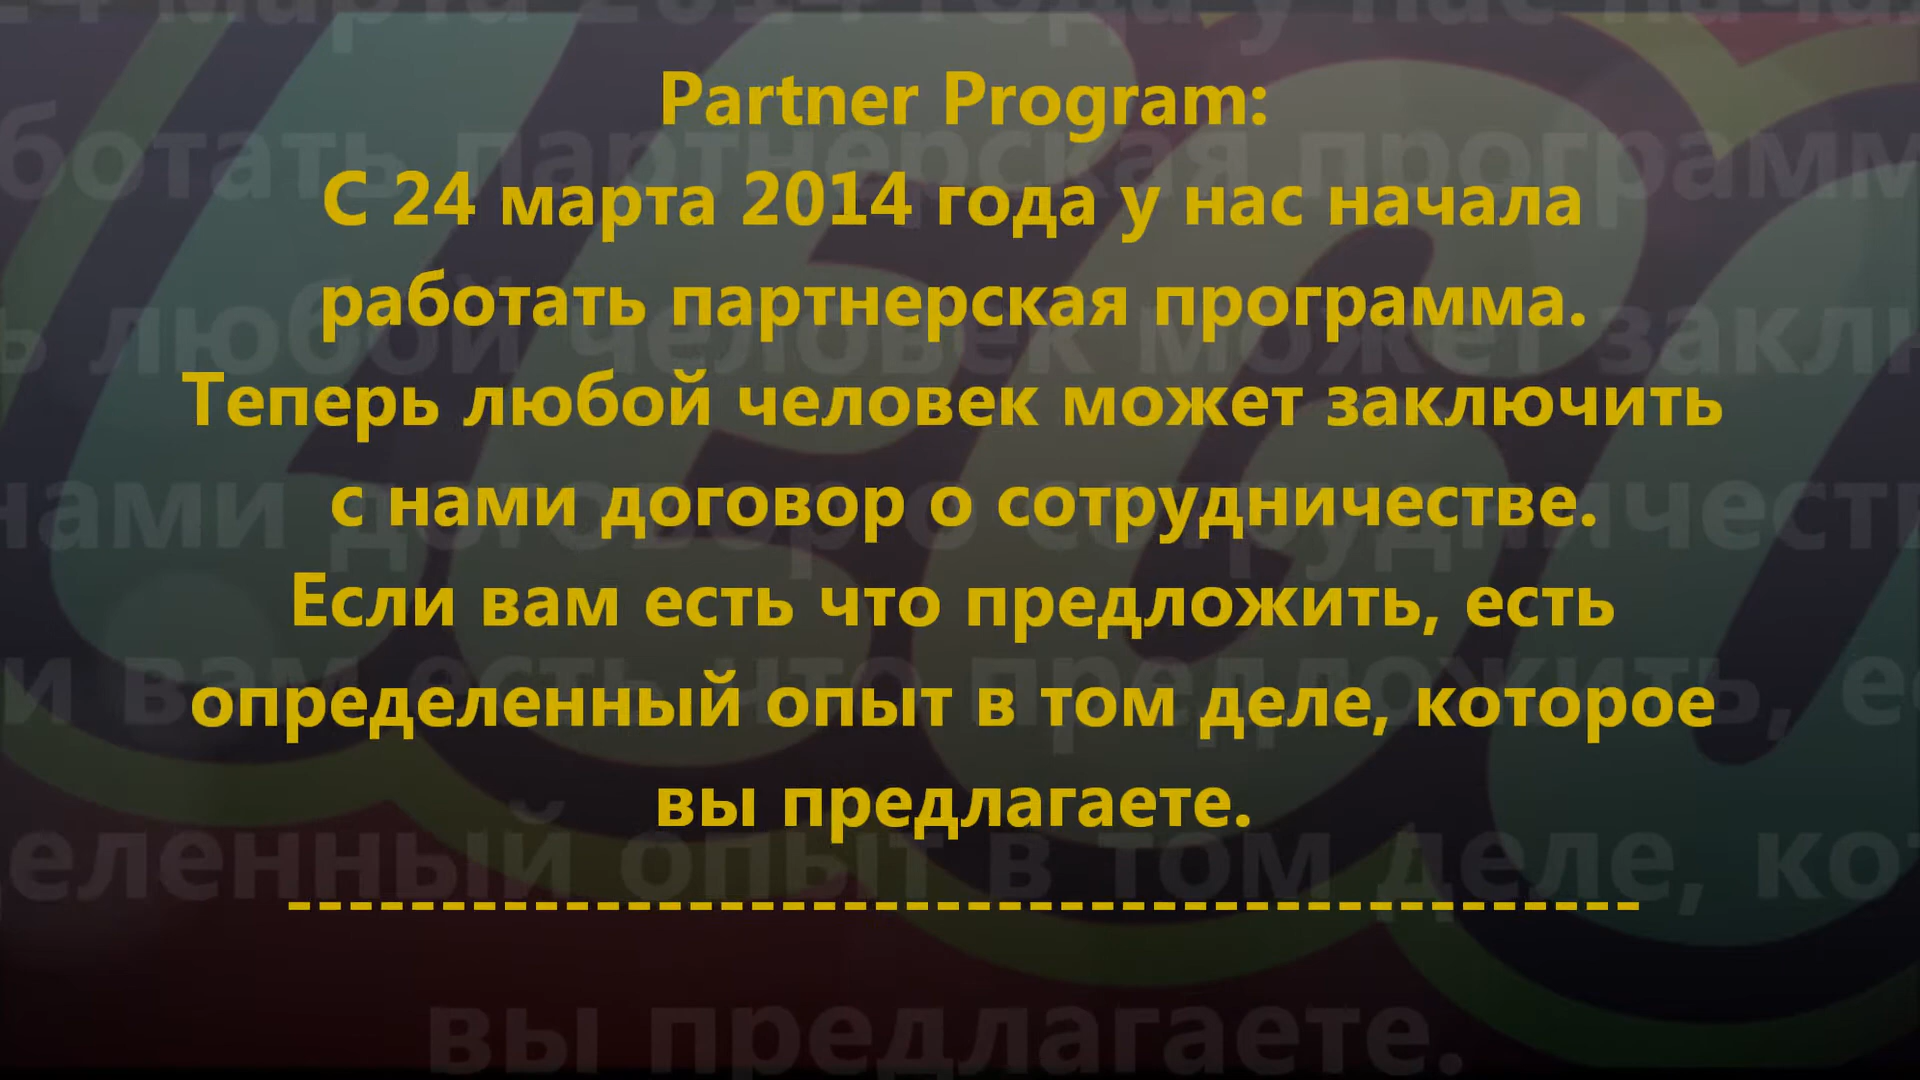 Partner Program:
С 24 марта 2014 года у нас начала
работать партнерская программа.
Теперь любой человек может заключить
с нами договор о сотрудничестве.
Если вам есть что предложить, есть
определенный опыт в том деле, которое
вы предлагаете.
--------------------------------------------